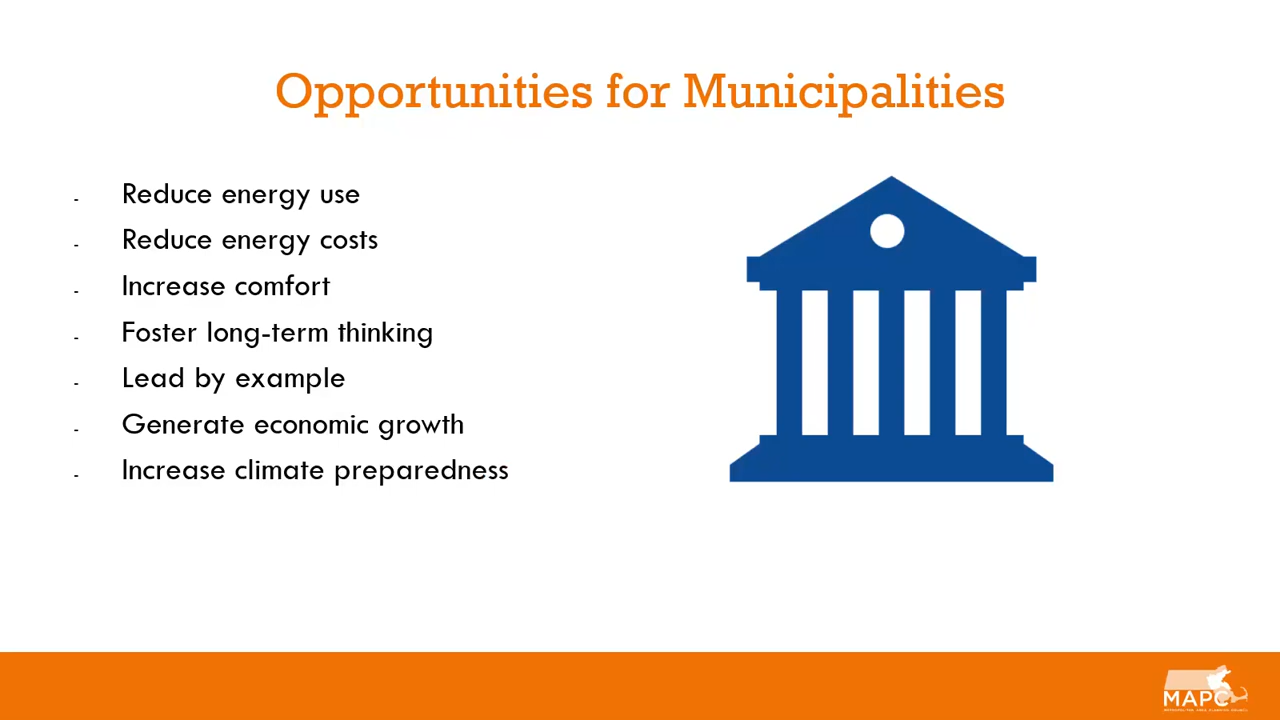 Opportunities for Municipalities
- Reduce energy use
- Reduce energy costs
- Increase comfort
- Foster long-term thinking
- Lead by example
- Generate economic growth
- Increase climate preparedness
MAPC